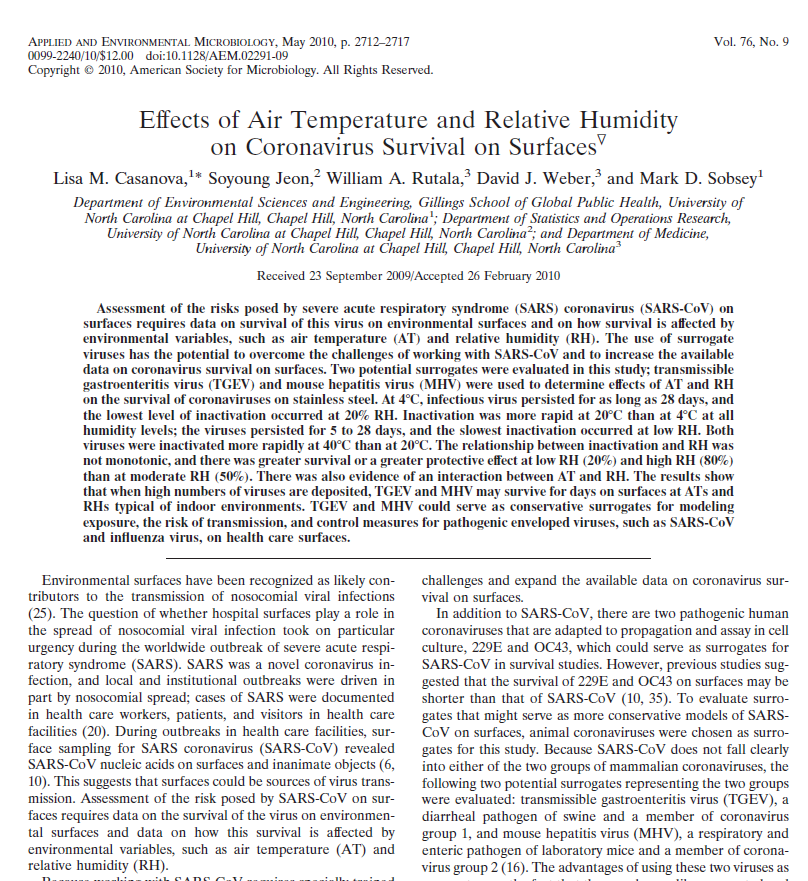 APPLIED AND ENVIRONMENTAL MICROBIOLOGY, May 2010, p. 2712–2717
Vol. 76, No. 9
0099-2240/10/$12.00 doi:10.1128/AEM.02291-09
Copyright © 2010, American Society for Microbiology. All Rights Reserved.
Effects of Air Temperature and Relative Humidity
on Coronavirus Survival on Surfaces▿
Lisa M. Casanova,¹* Soyoung Jeon,² William A. Rutala,³ David J. Weber,³ and Mark D. Sobsey¹
Department of Environmental Sciences and Engineering, Gillings School of Global Public Health, University of
North Carolina at Chapel Hill, Chapel Hill, North Carolina¹; Department of Statistics and Operations Research,
University of North Carolina at Chapel Hill, Chapel Hill, North Carolina²; and Department of Medicine,
University of North Carolina at Chapel Hill, Chapel Hill, North Carolina³
Received 23 September 2009/Accepted 26 February 2010
Assessment of the risks posed by severe acute respiratory syndrome (SARS) coronavirus (SARS-CoV) on
surfaces requires data on survival of this virus on environmental surfaces and on how survival is affected by
environmental variables, such as air temperature (AT) and relative humidity (RH). The use of surrogate
viruses has the potential to overcome the challenges of working with SARS-CoV and to increase the available
data on coronavirus survival on surfaces. Two potential surrogates were evaluated in this study; transmissible
gastroenteritis virus (TGEV) and mouse hepatitis virus (MHV) were used to determine effects of AT and RH
on the survival of coronaviruses on stainless steel. At 4°C, infectious virus persisted for as long as 28 days, and
the lowest level of inactivation occurred at 20% RH. Inactivation was more rapid at 20°C than at 4°C at all
humidity levels; the viruses persisted for 5 to 28 days, and the slowest inactivation occurred at low RH. Both
viruses were inactivated more rapidly at 40°C than at 20°C. The relationship between inactivation and RH was
not monotonic, and there was greater survival or a greater protective effect at low RH (20%) and high RH (80%)
than at moderate RH (50%). There was also evidence of an interaction between AT and RH. The results show
that when high numbers of viruses are deposited, TGEV and MHV may survive for days on surfaces at ATs and
RHs typical of indoor environments. TGEV and MHV could serve as conservative surrogates for modeling
exposure, the risk of transmission, and control measures for pathogenic enveloped viruses, such as SARS-CoV
and influenza virus, on health care surfaces.
Environmental surfaces have been recognized as likely con-
tributors to the transmission of nosocomial viral infections
(25). The question of whether hospital surfaces play a role in
the spread of nosocomial viral infection took on particular
urgency during the worldwide outbreak of severe acute respi-
ratory syndrome (SARS). SARS was a novel coronavirus in-
fection, and local and institutional outbreaks were driven in
part by nosocomial spread; cases of SARS were documented
in health care workers, patients, and visitors in health care
facilities (20). During outbreaks in health care facilities, sur-
face sampling for SARS coronavirus (SARS-CoV) revealed
SARS-CoV nucleic acids on surfaces and inanimate objects (6,
10). This suggests that surfaces could be sources of virus trans-
mission. Assessment of the risk posed by SARS-CoV on sur-
faces requires data on the survival of the virus on environmen-
tal surfaces and data on how this survival is affected by
environmental variables, such as air temperature (AT) and
relative humidity (RH).
challenges and expand the available data on coronavirus sur-
vival on surfaces.
In addition to SARS-CoV, there are two pathogenic human
coronaviruses that are adapted to propagation and assay in cell
culture, 229E and OC43, which could serve as surrogates for
SARS-CoV in survival studies. However, previous studies sug-
gested that the survival of 229E and OC43 on surfaces may be
shorter than that of SARS-CoV (10, 35). To evaluate surro-
gates that might serve as more conservative models of SARS-
CoV on surfaces, animal coronaviruses were chosen as surro-
gates for this study. Because SARS-CoV does not fall clearly
into either of the two groups of mammalian coronaviruses, the
following two potential surrogates representing the two groups
were evaluated: transmissible gastroenteritis virus (TGEV), a
diarrheal pathogen of swine and a member of coronavirus
group 1, and mouse hepatitis virus (MHV), a respiratory and
enteric pathogen of laboratory mice and a member of corona-
virus group 2 (16). The advantages of using these two viruses as